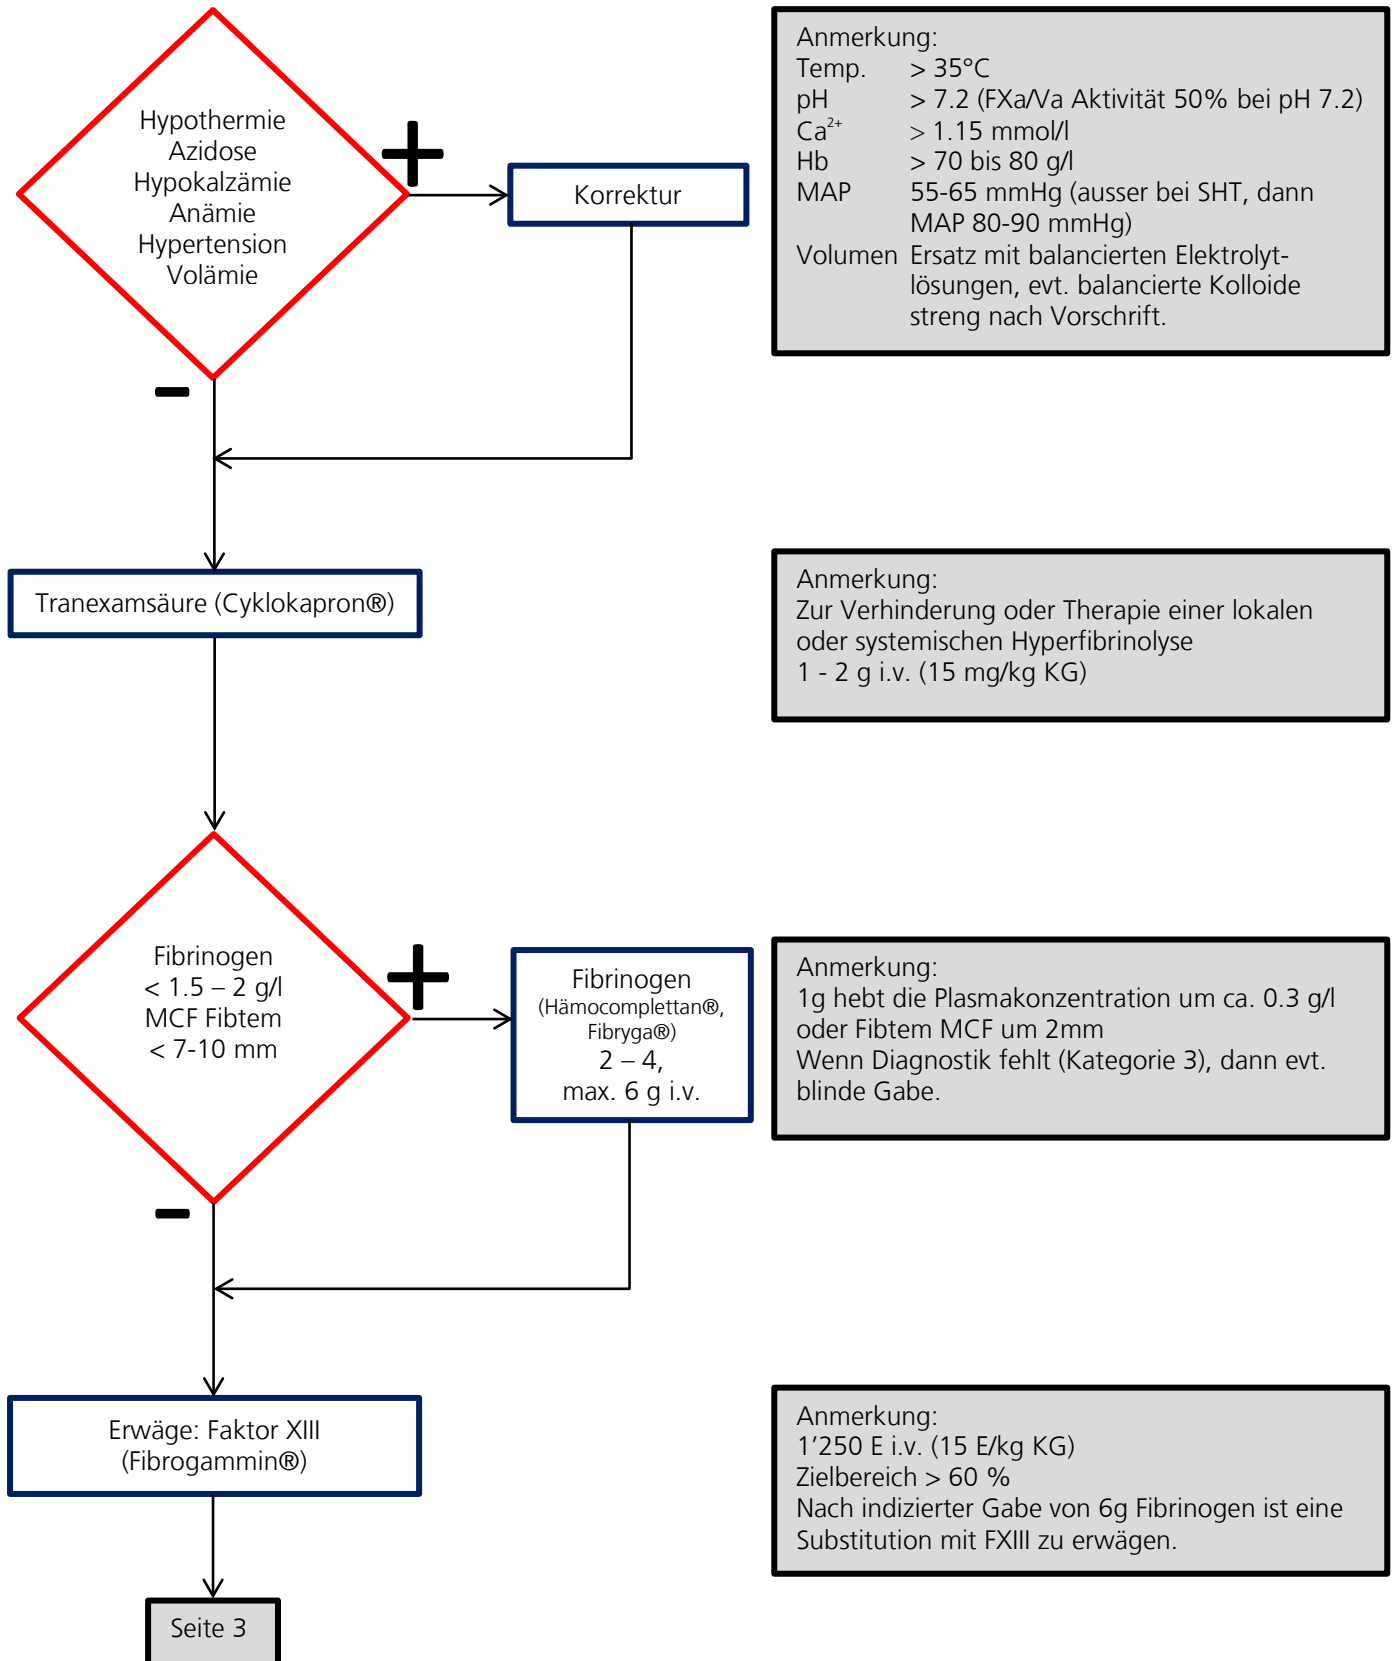 Hypothermie
Azidose
Hypokalzämie
Anämie
Hypertension
Volämie
+
Korrektur
-
Anmerkung:
Temp. > 35°C
pH > 7.2 (FXa/Va Aktivität 50% bei pH 7.2)
Ca²⁺ > 1.15 mmol/l
Hb > 70 bis 80 g/l
MAP 55-65 mmHg (ausser bei SHT, dann
MAP 80-90 mmHg)
Volumen Ersatz mit balancierten Elektrolyt-
lösungen, evt. balancierte Kolloide
streng nach Vorschrift.
Tranexamsäure (Cyklokapron®)
Anmerkung:
Zur Verhinderung oder Therapie einer lokalen
oder systemischen Hyperfibrinolyse
1 - 2 g i.v. (15 mg/kg KG)
Fibrinogen
< 1.5 – 2 g/l
MCF Fibtem
< 7-10 mm
+
Fibrinogen
(Hämocomplettan®,
Fibryga®)
2 – 4,
max. 6 g i.v.
-
Anmerkung:
1g hebt die Plasmakonzentration um ca. 0.3 g/l
oder Fibtem MCF um 2mm
Wenn Diagnostik fehlt (Kategorie 3), dann evt.
blinde Gabe.
Erwäge: Faktor XIII
(Fibrogammin®)
Anmerkung:
1’250 E i.v. (15 E/kg KG)
Zielbereich > 60 %
Nach indizierter Gabe von 6g Fibrinogen ist eine
Substitution mit FXIII zu erwägen.
Seite 3